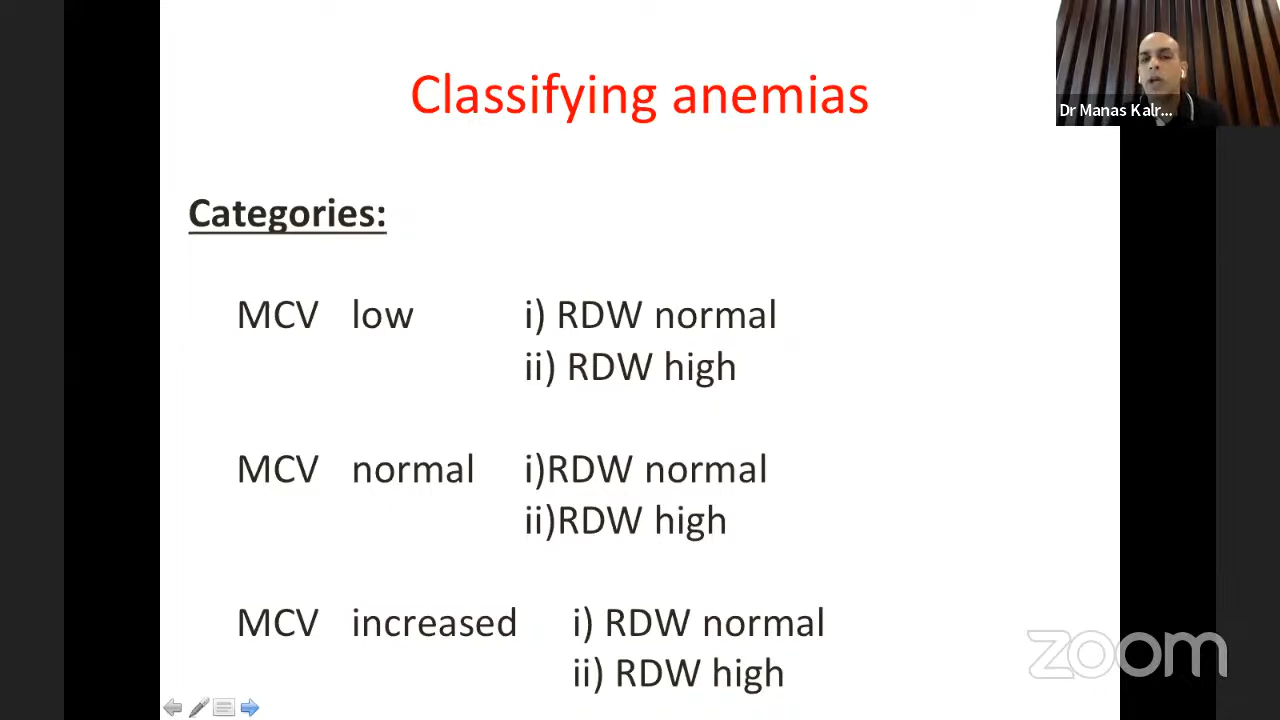 Classifying anemias
Dr Manas Kalr...
Categories:
MCV low i) RDW normal
ii) RDW high
MCV normal i)RDW normal
ii)RDW high
MCV increased i) RDW normal
ii) RDW high
zoom